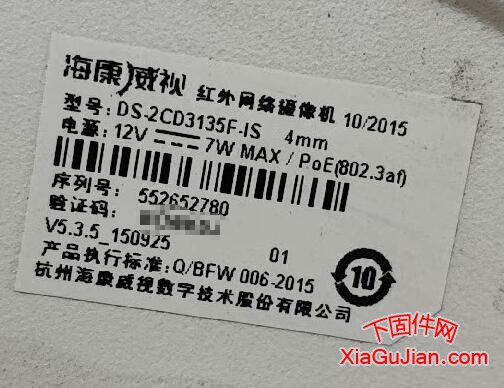 海康威视 红外网络摄像机 10/2015
型号: DS-2CD3135F-IS 4mm
电源: 12V 7W MAX / PoE(802.3af)
序列号: 552652780
验证码:
V5.3.5_150925 01
产品执行标准: Q/BFW 006-2015
杭州海康威视数字技术股份有限公司
10
下固件网
XiaGuJian.com